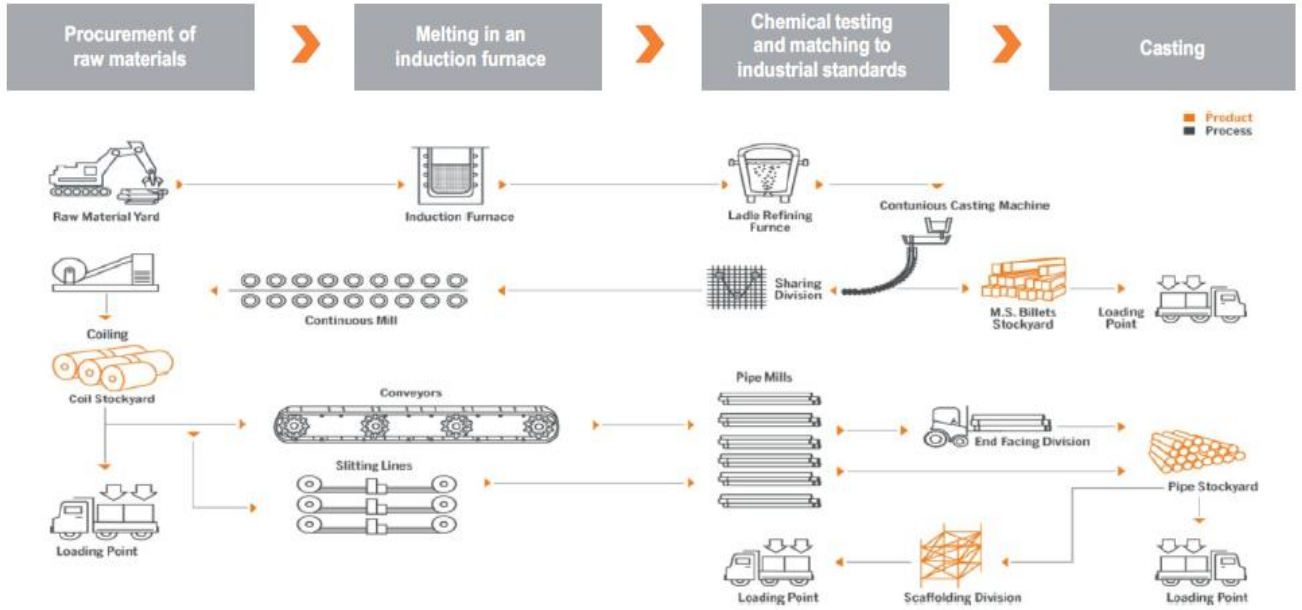 Procurement of
raw materials
Melting in an
induction furnace
Chemical testing
and matching to
industrial standards
Casting
Product
Process
Raw Material Yard
Induction Furnace
Ladle Refining
Furnce
Contunious Casting Machine
Continuous Mill
Sharing
Division
M.S. Billets
Stockyard
Loading
Point
Coiling
Coil Stockyard
Conveyors
Pipe Mills
End Facing Division
Slitting Lines
Pipe Stockyard
Loading Point
Loading Point
Scaffolding Division
Loading Point